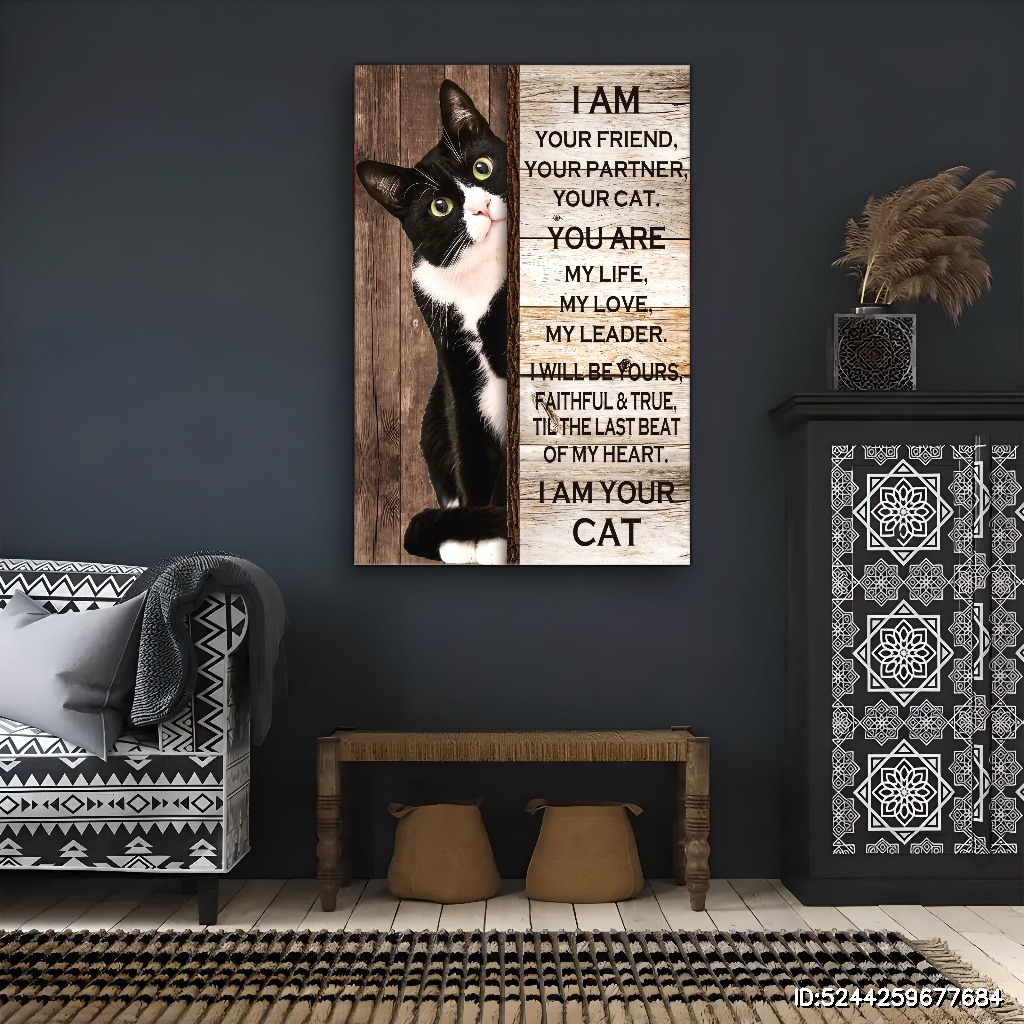 I AM
YOUR FRIEND,
YOUR PARTNER,
YOUR CAT.
YOU ARE
MY LIFE,
MY LOVE,
MY LEADER.
I WILL BE YOURS,
FAITHFUL & TRUE,
TIL THE LAST BEAT
OF MY HEART.
I AM YOUR
CAT
ID:5244259677684